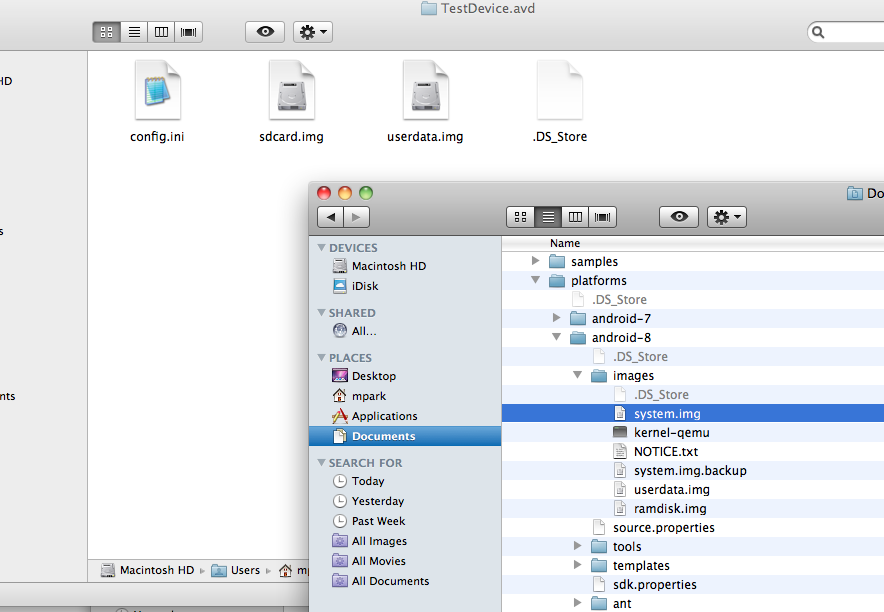 TestDevice.avd
HD
config.ini
sdcard.img
userdata.img
.DS_Store
s
nts
Macintosh HD
Users
mp
Do
DEVICES
Macintosh HD
iDisk
SHARED
All...
PLACES
Desktop
mpark
Applications
Documents
SEARCH FOR
Today
Yesterday
Past Week
All Images
All Movies
All Documents
Name
samples
platforms
.DS_Store
android-7
android-8
.DS_Store
images
.DS_Store
system.img
kernel-qemu
NOTICE.txt
system.img.backup
userdata.img
ramdisk.img
source.properties
tools
templates
sdk.properties
ant